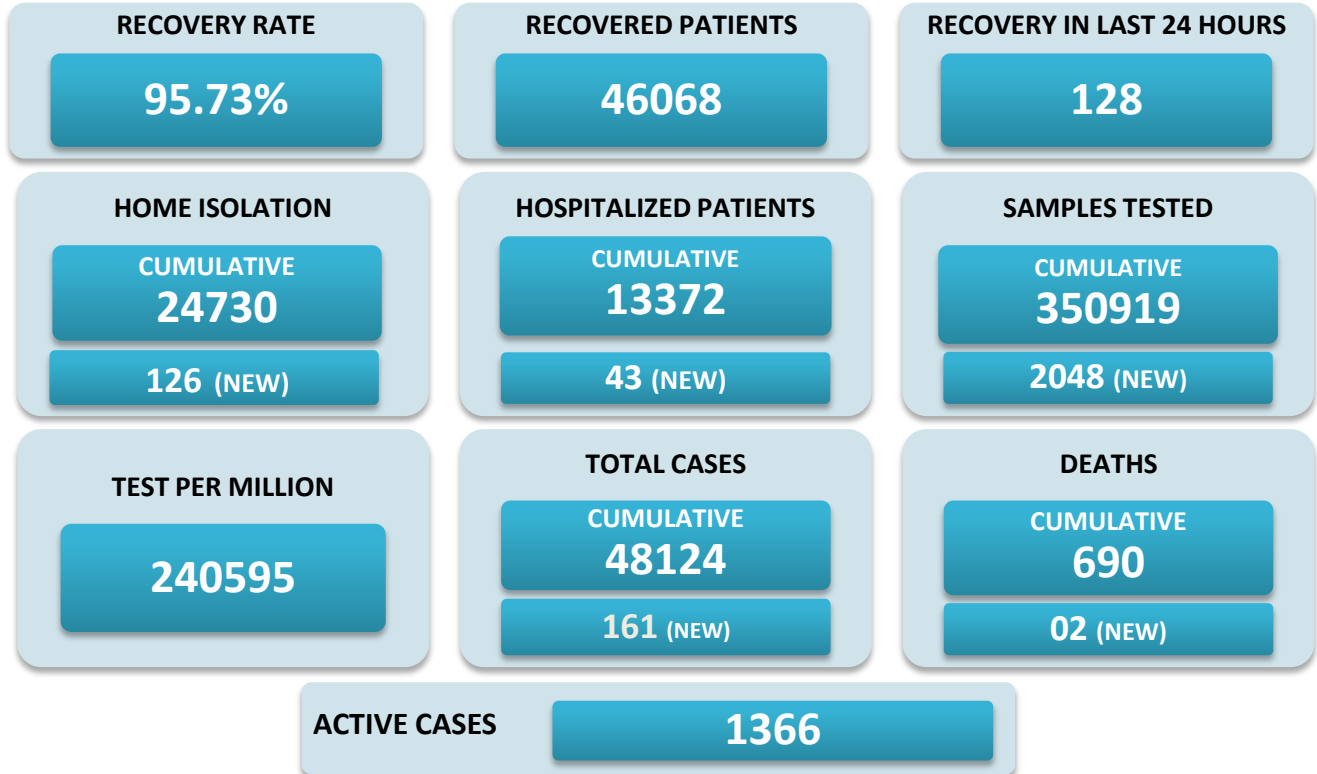 RECOVERY RATE
95.73%
RECOVERED PATIENTS
46068
RECOVERY IN LAST 24 HOURS
128
HOME ISOLATION
CUMULATIVE
24730
126 (NEW)
HOSPITALIZED PATIENTS
CUMULATIVE
13372
43 (NEW)
SAMPLES TESTED
CUMULATIVE
350919
2048 (NEW)
TEST PER MILLION
240595
TOTAL CASES
CUMULATIVE
48124
161 (NEW)
DEATHS
CUMULATIVE
690
02 (NEW)
ACTIVE CASES
1366